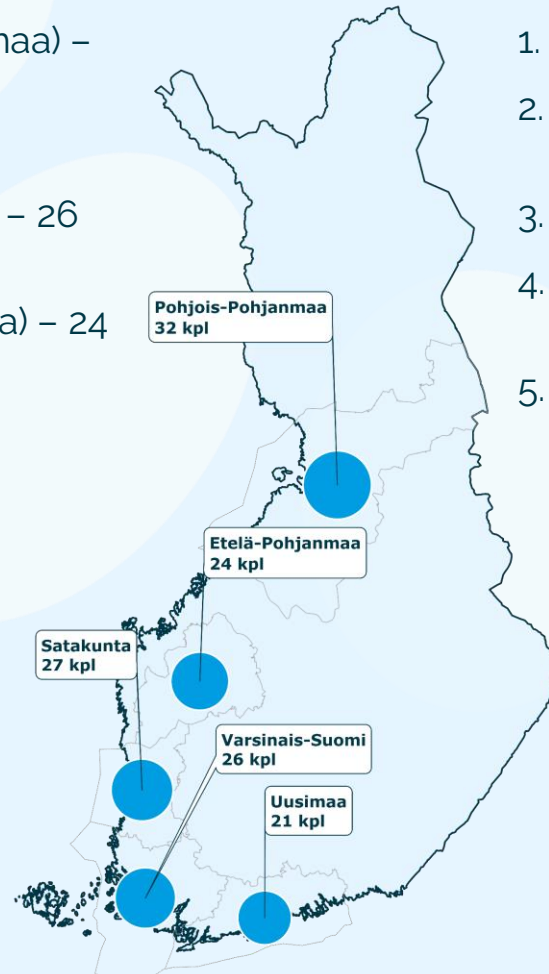 naa) –
– 26
a) – 24
1.
2.
3.
4.
5.
Pohjois-Pohjanmaa
32 kpl
Etelä-Pohjanmaa
24 kpl
Satakunta
27 kpl
Varsinais-Suomi
26 kpl
Uusimaa
21 kpl